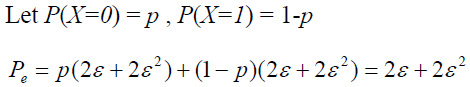 Let P(X=0) = p , P(X=1) = 1-p
Pₑ = p(2ε + 2ε²) + (1 − p)(2ε + 2ε²) = 2ε + 2ε²